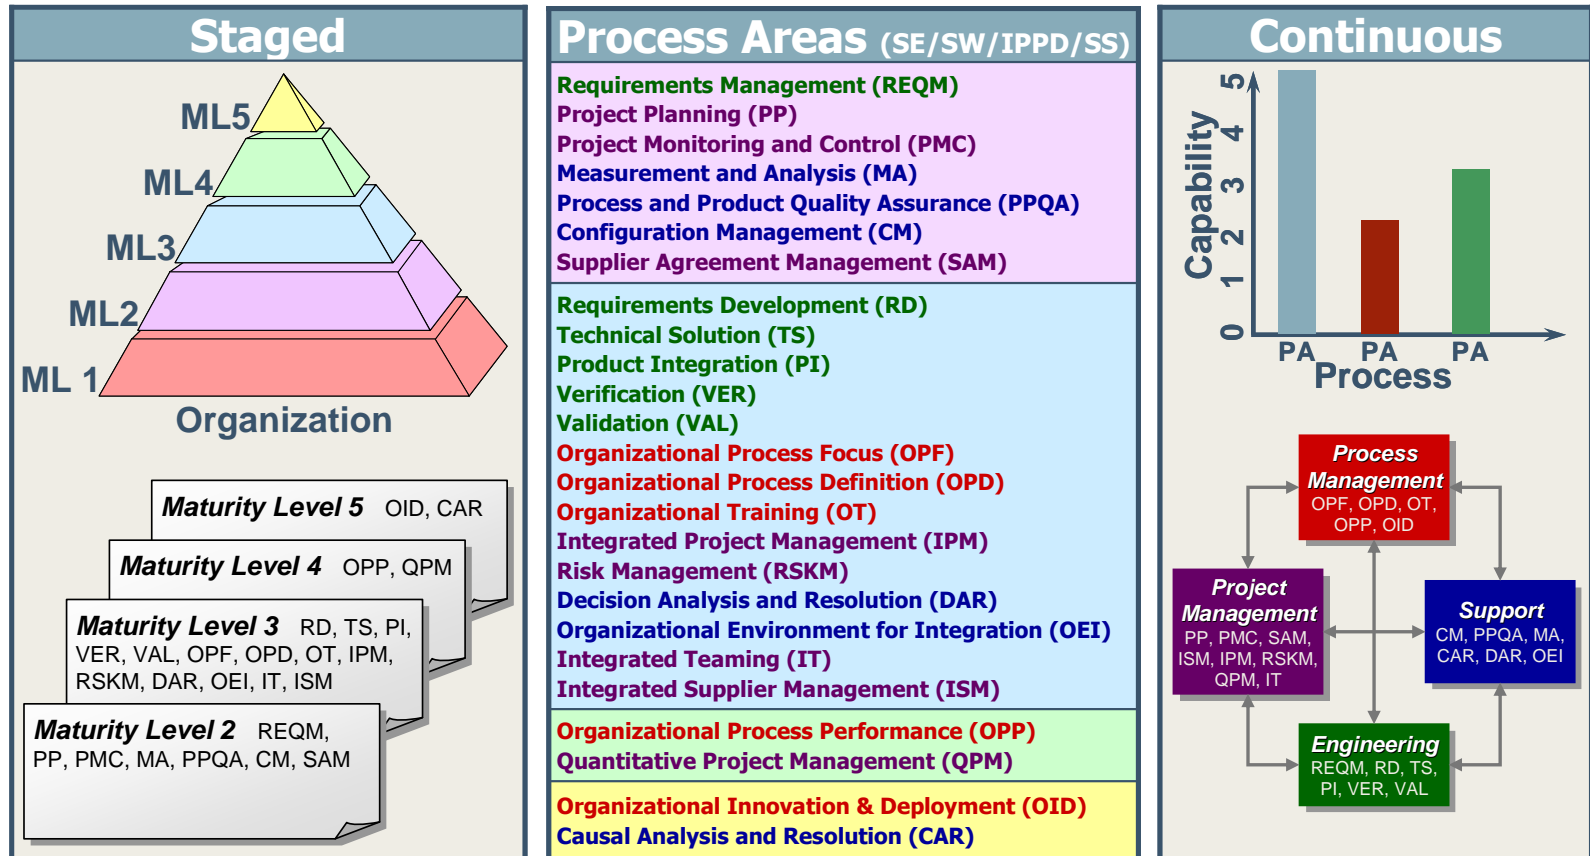 Staged
ML5
ML4
ML3
ML2
ML 1
Organization
Maturity Level 5 OID, CAR
Maturity Level 4 OPP, QPM
Maturity Level 3 RD, TS, PI,
VER, VAL, OPF, OPD, OT, IPM,
RSKM, DAR, OEI, IT, ISM
Maturity Level 2 REQM,
PP, PMC, MA, PPQA, CM, SAM
Process Areas (SE/SW/IPPD/SS)
Requirements Management (REQM)
Project Planning (PP)
Project Monitoring and Control (PMC)
Measurement and Analysis (MA)
Process and Product Quality Assurance (PPQA)
Configuration Management (CM)
Supplier Agreement Management (SAM)
Requirements Development (RD)
Technical Solution (TS)
Product Integration (PI)
Verification (VER)
Validation (VAL)
Organizational Process Focus (OPF)
Organizational Process Definition (OPD)
Organizational Training (OT)
Integrated Project Management (IPM)
Risk Management (RSKM)
Decision Analysis and Resolution (DAR)
Organizational Environment for Integration (OEI)
Integrated Teaming (IT)
Integrated Supplier Management (ISM)
Organizational Process Performance (OPP)
Quantitative Project Management (QPM)
Organizational Innovation & Deployment (OID)
Causal Analysis and Resolution (CAR)
Continuous
Capability
5
4
3
2
1
0
PA PA PA
Process
Process
Management
OPF, OPD, OT,
OPP, OID
Project
Management
PP, PMC, SAM,
ISM, IPM, RSKM,
QPM, IT
Support
CM, PPQA, MA,
CAR, DAR, OEI
Engineering
REQM, RD, TS,
PI, VER, VAL